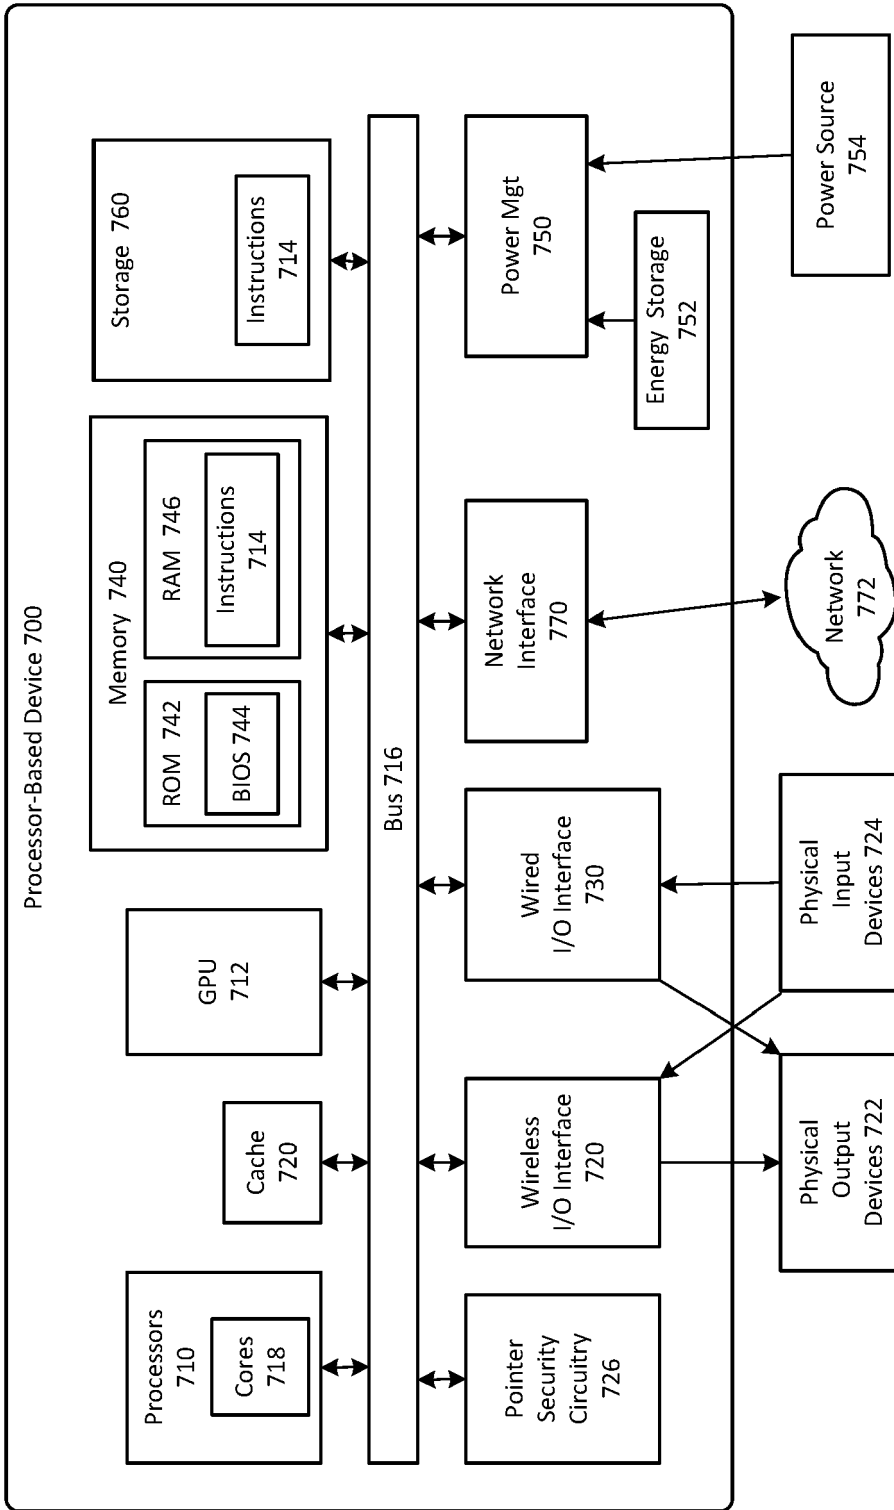 Processor-Based Device 700
Processors
710
Cores
718
Cache
720
GPU
712
Memory 740
ROM 742
BIOS 744
RAM 746
Instructions
714
Storage 760
Instructions
714
Bus 716
Pointer
Security
Circuitry
726
Wireless
I/O Interface
720
Wired
I/O Interface
730
Network
Interface
770
Power Mgt
750
Energy Storage
752
Physical
Output
Devices 722
Physical
Input
Devices 724
Network
772
Power Source
754